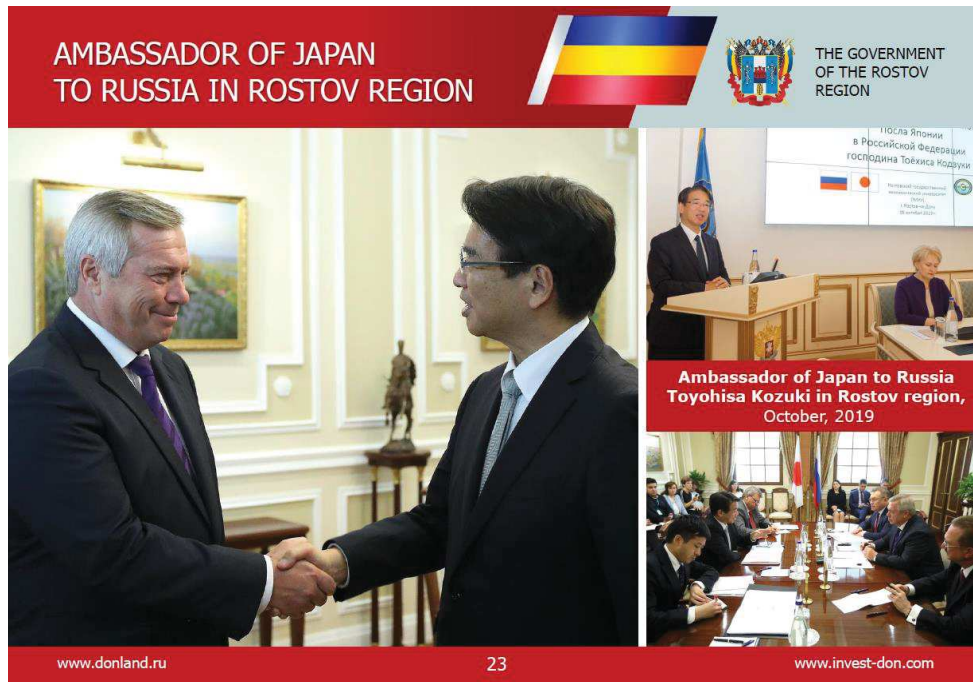 AMBASSADOR OF JAPAN
TO RUSSIA IN ROSTOV REGION
THE GOVERNMENT
OF THE ROSTOV
REGION
Посла Японии
в Российской Федерации
господина Тоёхиса Кодзуки
Ambassador of Japan to Russia
Toyohisa Kozuki in Rostov region,
October, 2019
www.donland.ru
23
www.invest-don.com